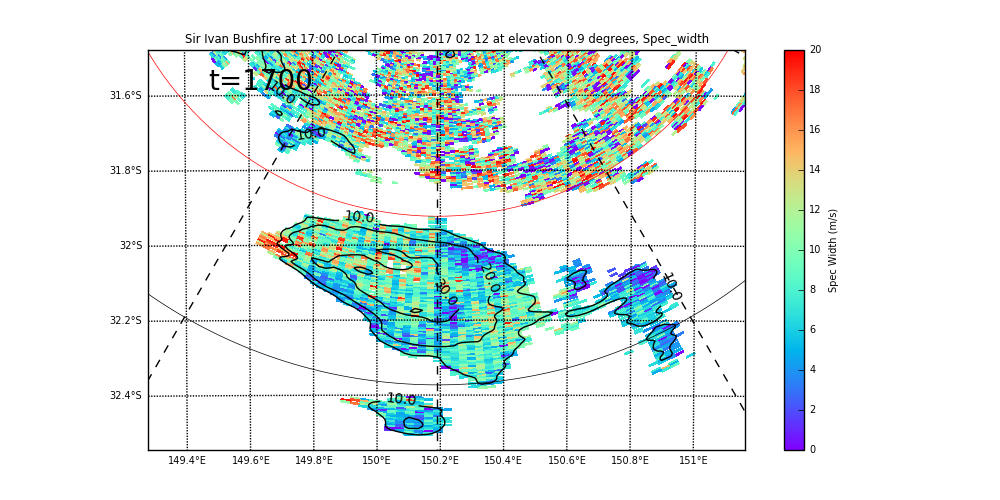 Sir Ivan Bushfire at 17:00 Local Time on 2017 02 12 at elevation 0.9 degrees, Spec_width
t=1700
10.0
10.0
10.0
20.0
10.0
10.0
31.6°S
31.8°S
32°S
32.2°S
32.4°S
149.4°E 149.6°E 149.8°E 150°E 150.2°E 150.4°E 150.6°E 150.8°E 151°E
20
18
16
14
12
10
8
6
4
2
0
Spec Width (m/s)